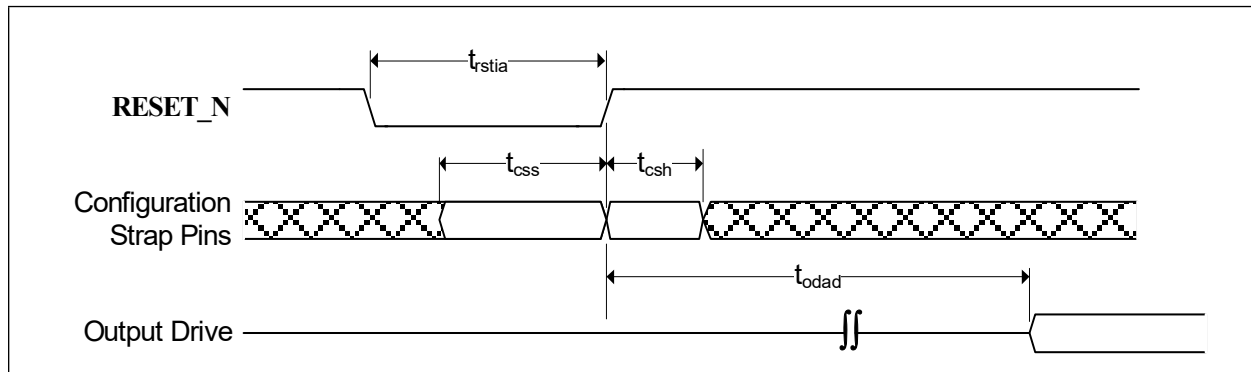 trstia
RESET_N
tcss
tcsh
Configuration
Strap Pins
todad
Output Drive